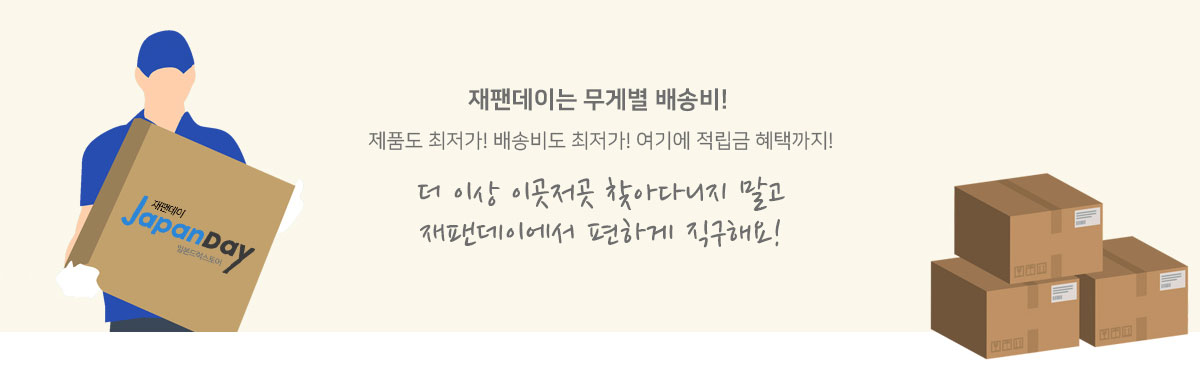 재팬데이는 무게별 배송비!
제품도 최저가! 배송비도 최저가! 여기에 적립금 혜택까지!
더 이상 이곳저곳 찾아다니지 말고
재팬데이에서 편하게 직구해요!
재팬데이
JapanDay
일본드럭스토어